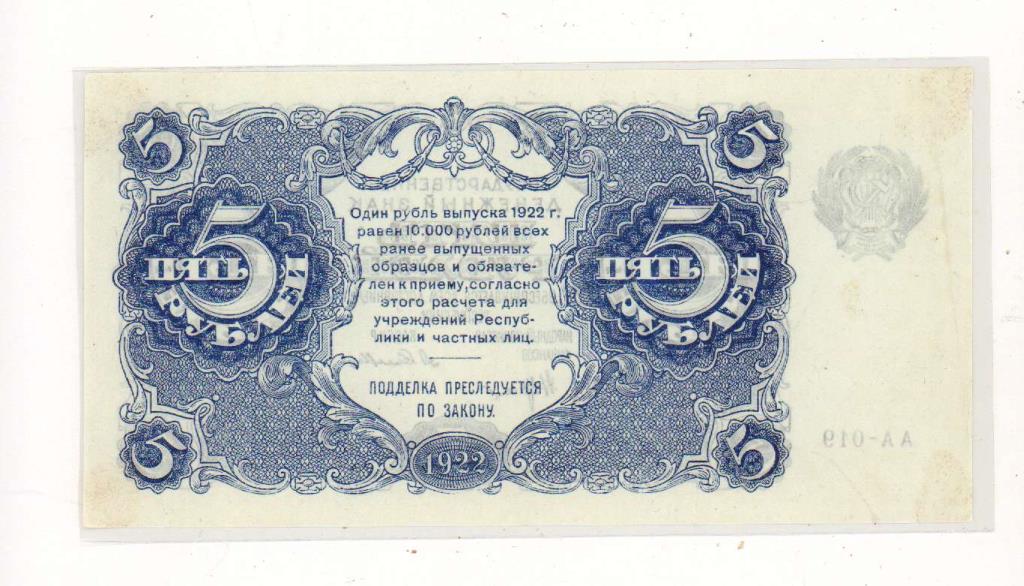 5 5
Один рубль выпуска 1922 г.
равен 10.000 рублей всех
ранее выпущенных
образцов и обязате-
лен к приему, согласно
этого расчета для
учреждений Респуб-
лики и частных лиц.
5 ПЯТЬ РУБЛЕЙ
5 ПЯТЬ РУБЛЕЙ
ПОДДЕЛКА ПРЕСЛЕДУЕТСЯ
ПО ЗАКОНУ.
АА-019
5 1922 5